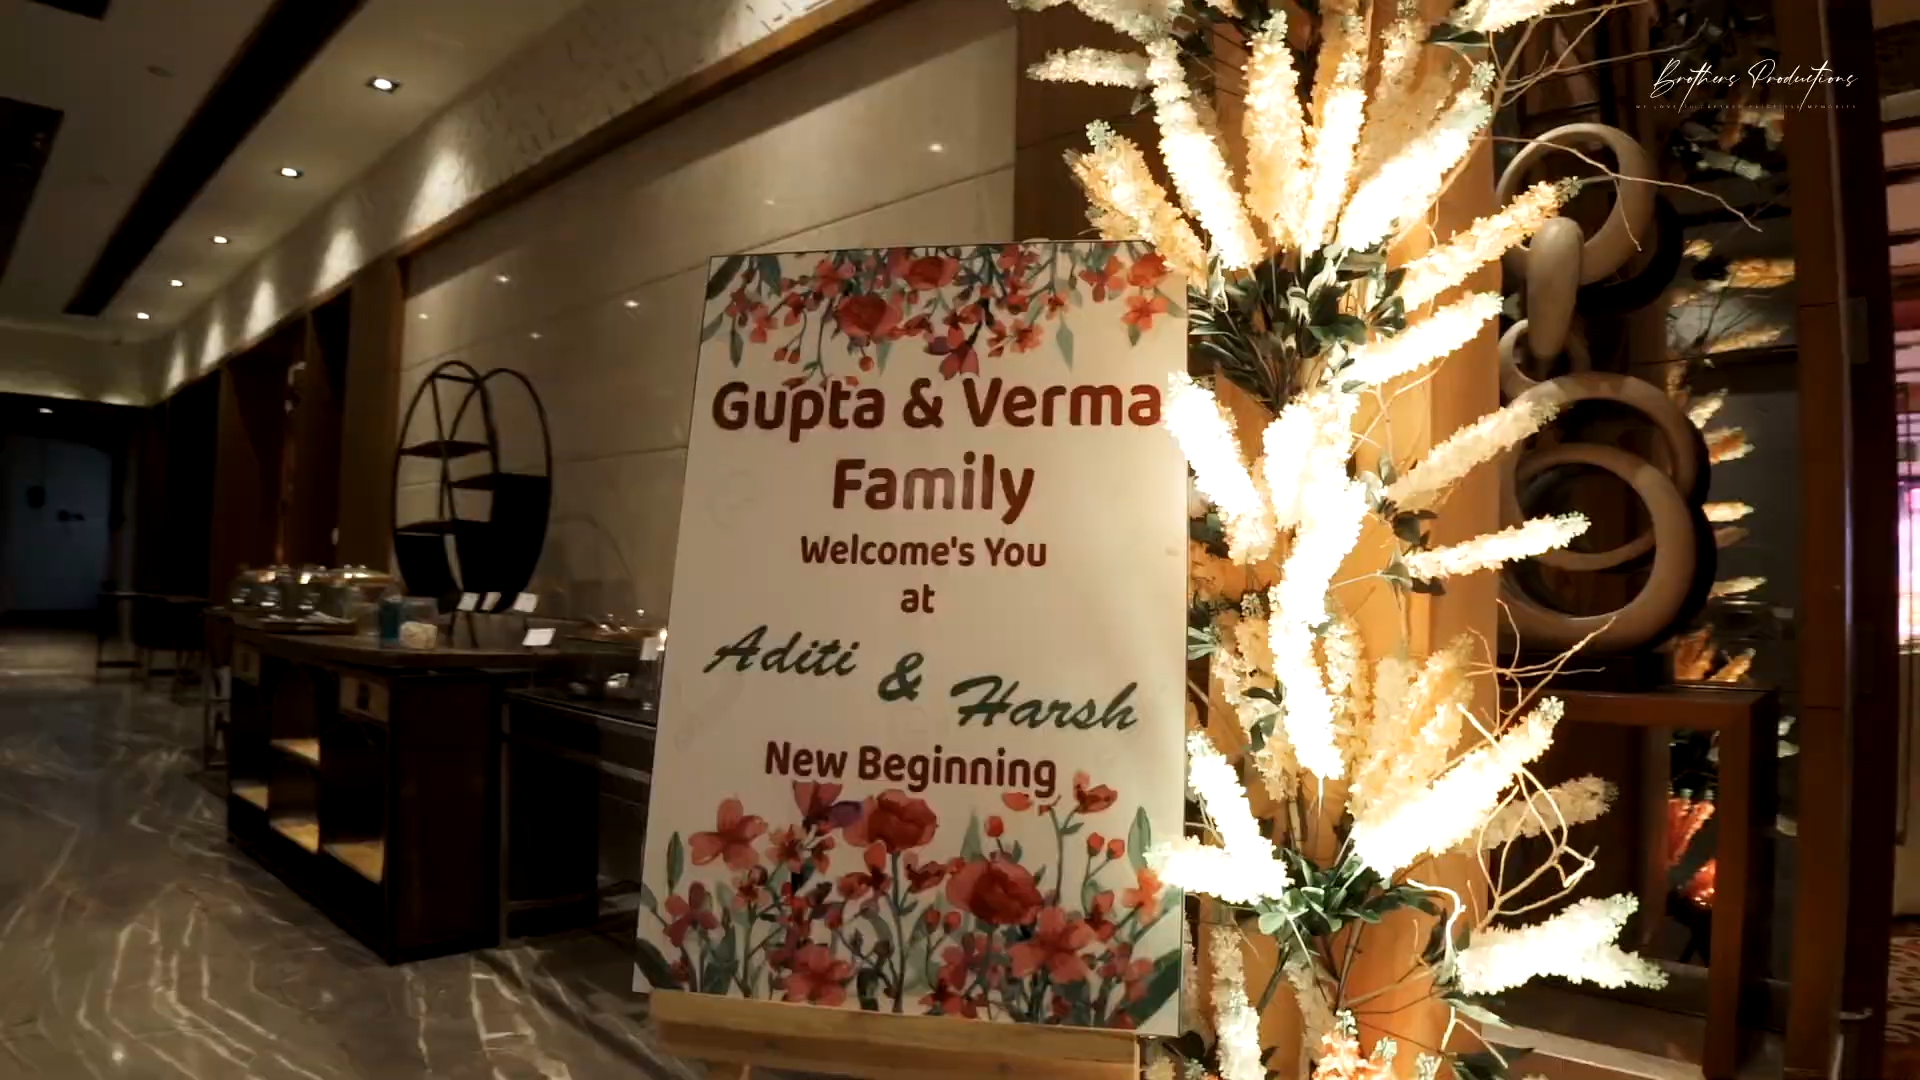 Brothers Productions
Gupta & Verma
Family
Welcome's You
at
Aditi & Harsh
New Beginning